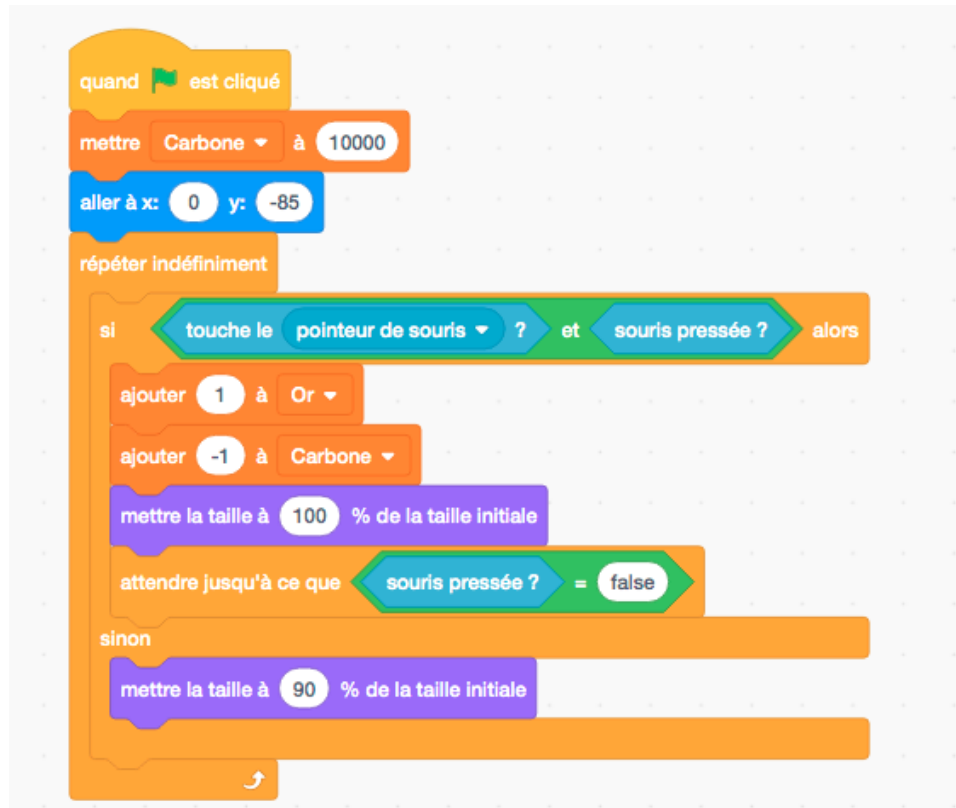 quand est cliqué
mettre Carbone à 10000
aller à x: 0 y: -85
répéter indéfiniment
si touche le pointeur de souris ? et souris pressée ? alors
ajouter 1 à Or
ajouter -1 à Carbone
mettre la taille à 100 % de la taille initiale
attendre jusqu'à ce que souris pressée ? = false
sinon
mettre la taille à 90 % de la taille initiale